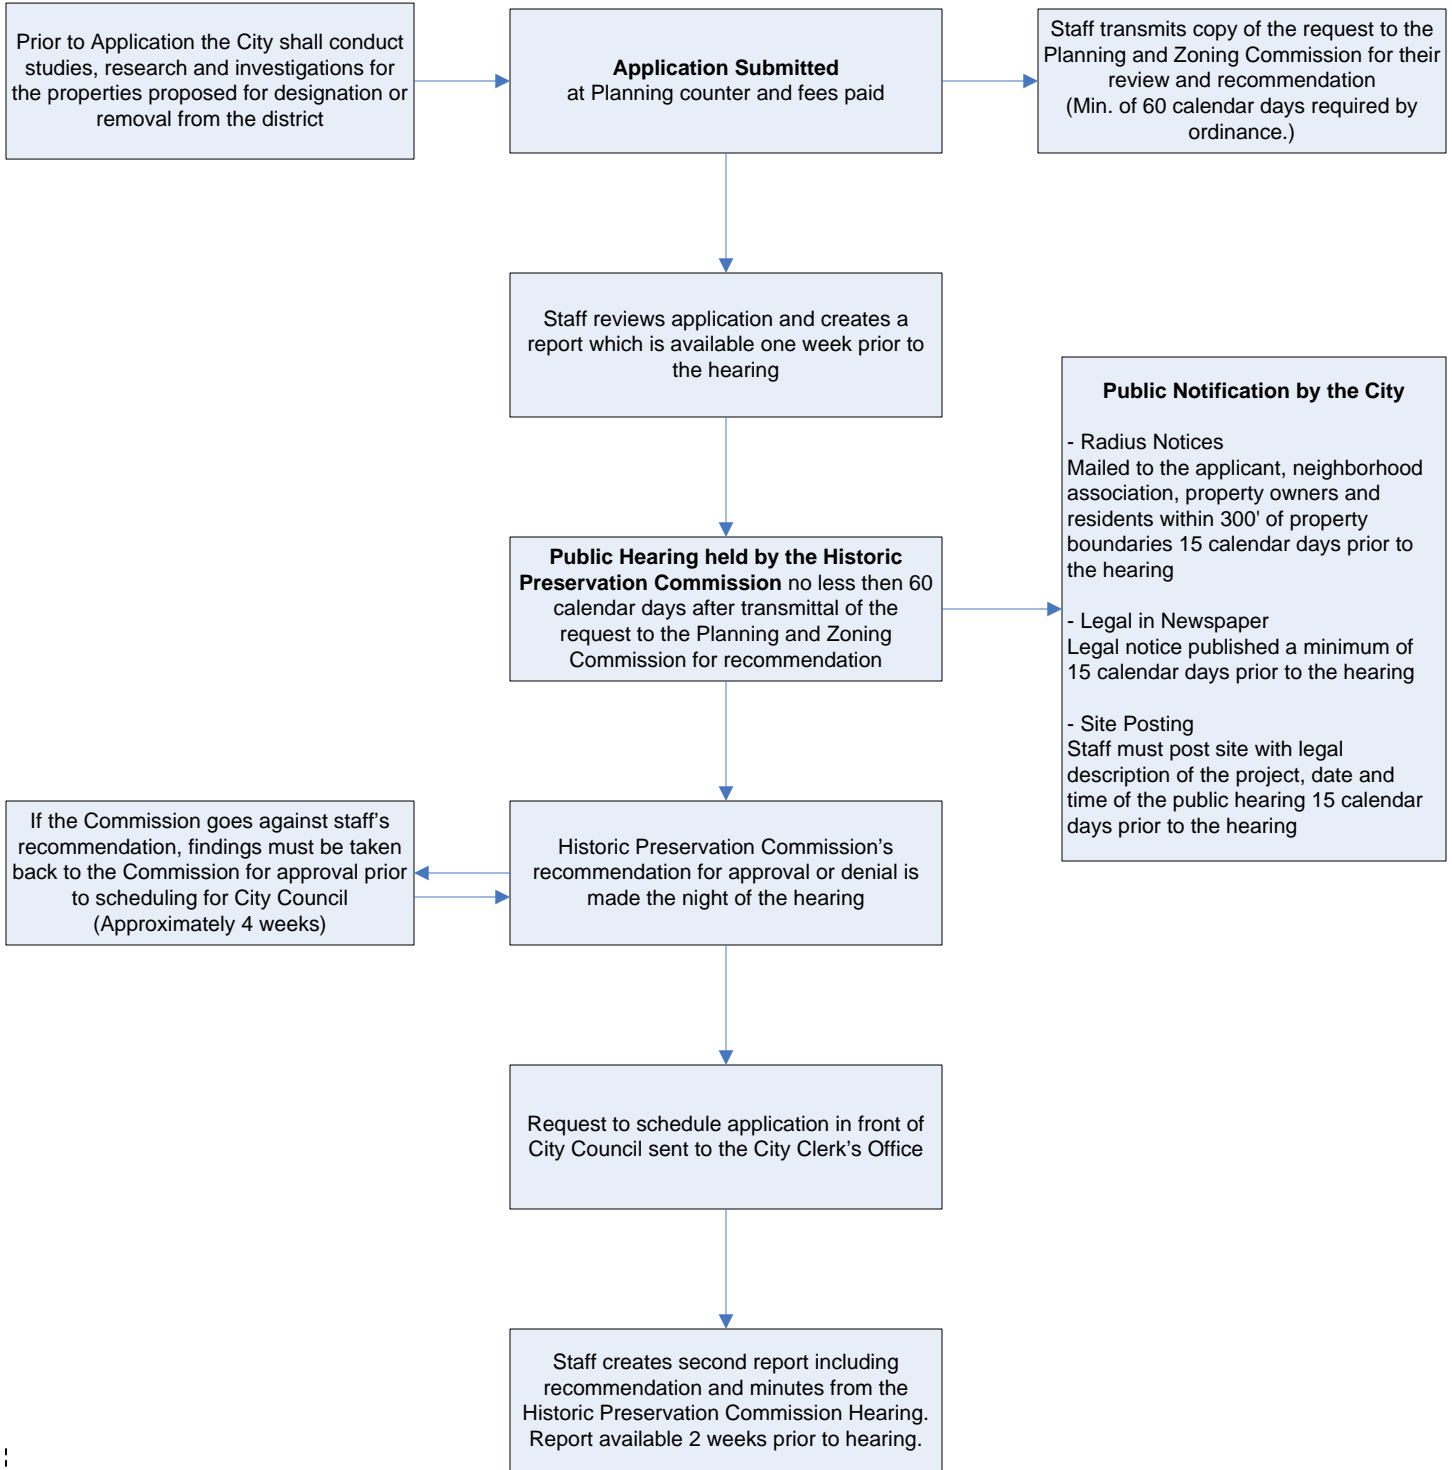 Prior to Application the City shall conduct
studies, research and investigations for
the properties proposed for designation or
removal from the district
Application Submitted
at Planning counter and fees paid
Staff transmits copy of the request to the
Planning and Zoning Commission for their
review and recommendation
(Min. of 60 calendar days required by
ordinance.)
Staff reviews application and creates a
report which is available one week prior to
the hearing
Public Notification by the City
- Radius Notices
Mailed to the applicant, neighborhood
association, property owners and
residents within 300' of property
boundaries 15 calendar days prior to
the hearing
- Legal in Newspaper
Legal notice published a minimum of
15 calendar days prior to the hearing
- Site Posting
Staff must post site with legal
description of the project, date and
time of the public hearing 15 calendar
days prior to the hearing
Public Hearing held by the Historic
Preservation Commission no less then 60
calendar days after transmittal of the
request to the Planning and Zoning
Commission for recommendation
If the Commission goes against staff's
recommendation, findings must be taken
back to the Commission for approval prior
to scheduling for City Council
(Approximately 4 weeks)
Historic Preservation Commission's
recommendation for approval or denial is
made the night of the hearing
Request to schedule application in front of
City Council sent to the City Clerk's Office
Staff creates second report including
recommendation and minutes from the
Historic Preservation Commission Hearing.
Report available 2 weeks prior to hearing.